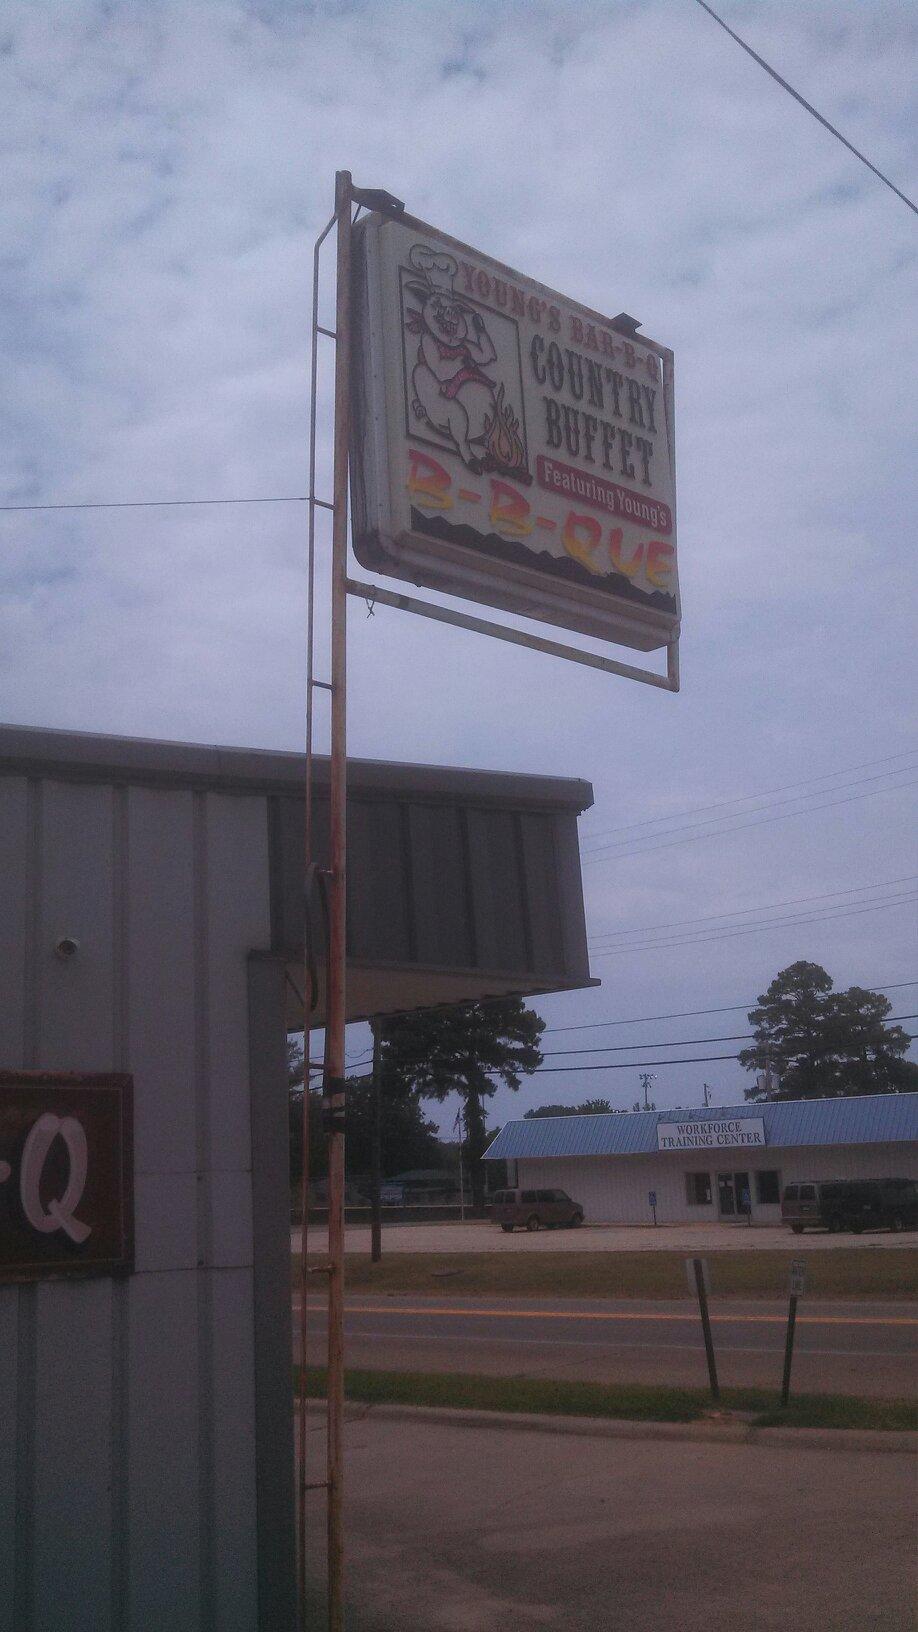 YOUNG'S BAR-B-Q
COUNTRY
BUFFET
Featuring Young's
B-B-QUE
-Q
WORKFORCE
TRAINING CENTER